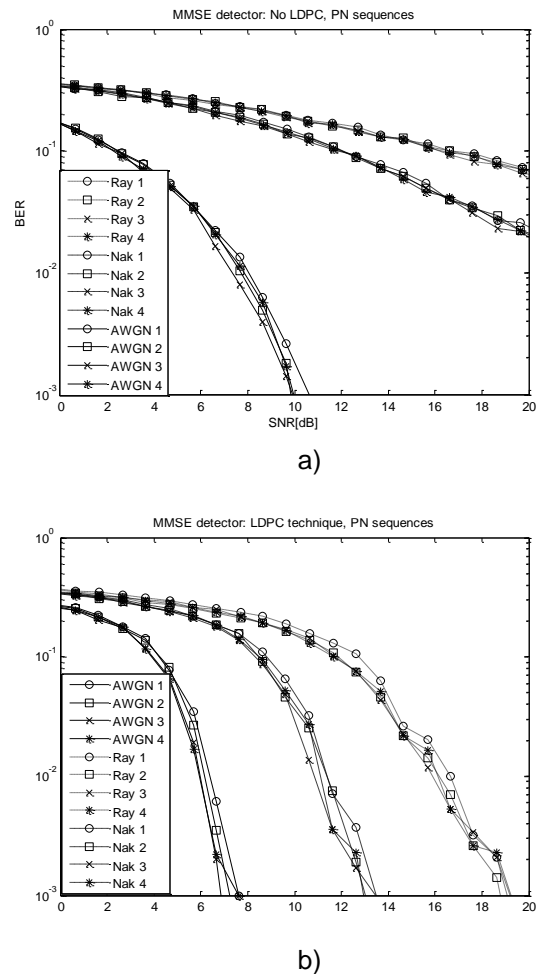 MMSE detector: No LDPC, PN sequences
10^0
10^-1
10^-2
10^-3
BER
Ray 1
Ray 2
Ray 3
Ray 4
Nak 1
Nak 2
Nak 3
Nak 4
AWGN 1
AWGN 2
AWGN 3
AWGN 4
0 2 4 6 8 10 12 14 16 18 20
SNR[dB]
a)
MMSE detector: LDPC technique, PN sequences
10^0
10^-1
10^-2
10^-3
AWGN 1
AWGN 2
AWGN 3
AWGN 4
Ray 1
Ray 2
Ray 3
Ray 4
Nak 1
Nak 2
Nak 3
Nak 4
0 2 4 6 8 10 12 14 16 18 20
b)